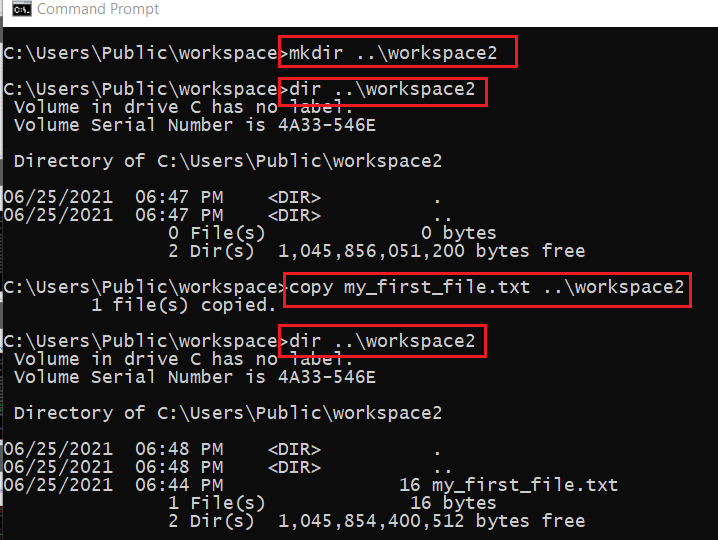 Command Prompt
C:\Users\Public\workspace>mkdir ..\workspace2
C:\Users\Public\workspace>dir ..\workspace2
Volume in drive C has no label.
Volume Serial Number is 4A33-546E
Directory of C:\Users\Public\workspace2
06/25/2021  06:47 PM    <DIR>          .
06/25/2021  06:47 PM    <DIR>          ..
0 File(s)              0 bytes
2 Dir(s)  1,045,856,051,200 bytes free
C:\Users\Public\workspace>copy my_first_file.txt ..\workspace2
1 file(s) copied.
C:\Users\Public\workspace>dir ..\workspace2
Volume in drive C has no label.
Volume Serial Number is 4A33-546E
Directory of C:\Users\Public\workspace2
06/25/2021  06:48 PM    <DIR>          .
06/25/2021  06:48 PM    <DIR>          ..
06/25/2021  06:44 PM                16 my_first_file.txt
1 File(s)             16 bytes
2 Dir(s)  1,045,854,400,512 bytes free